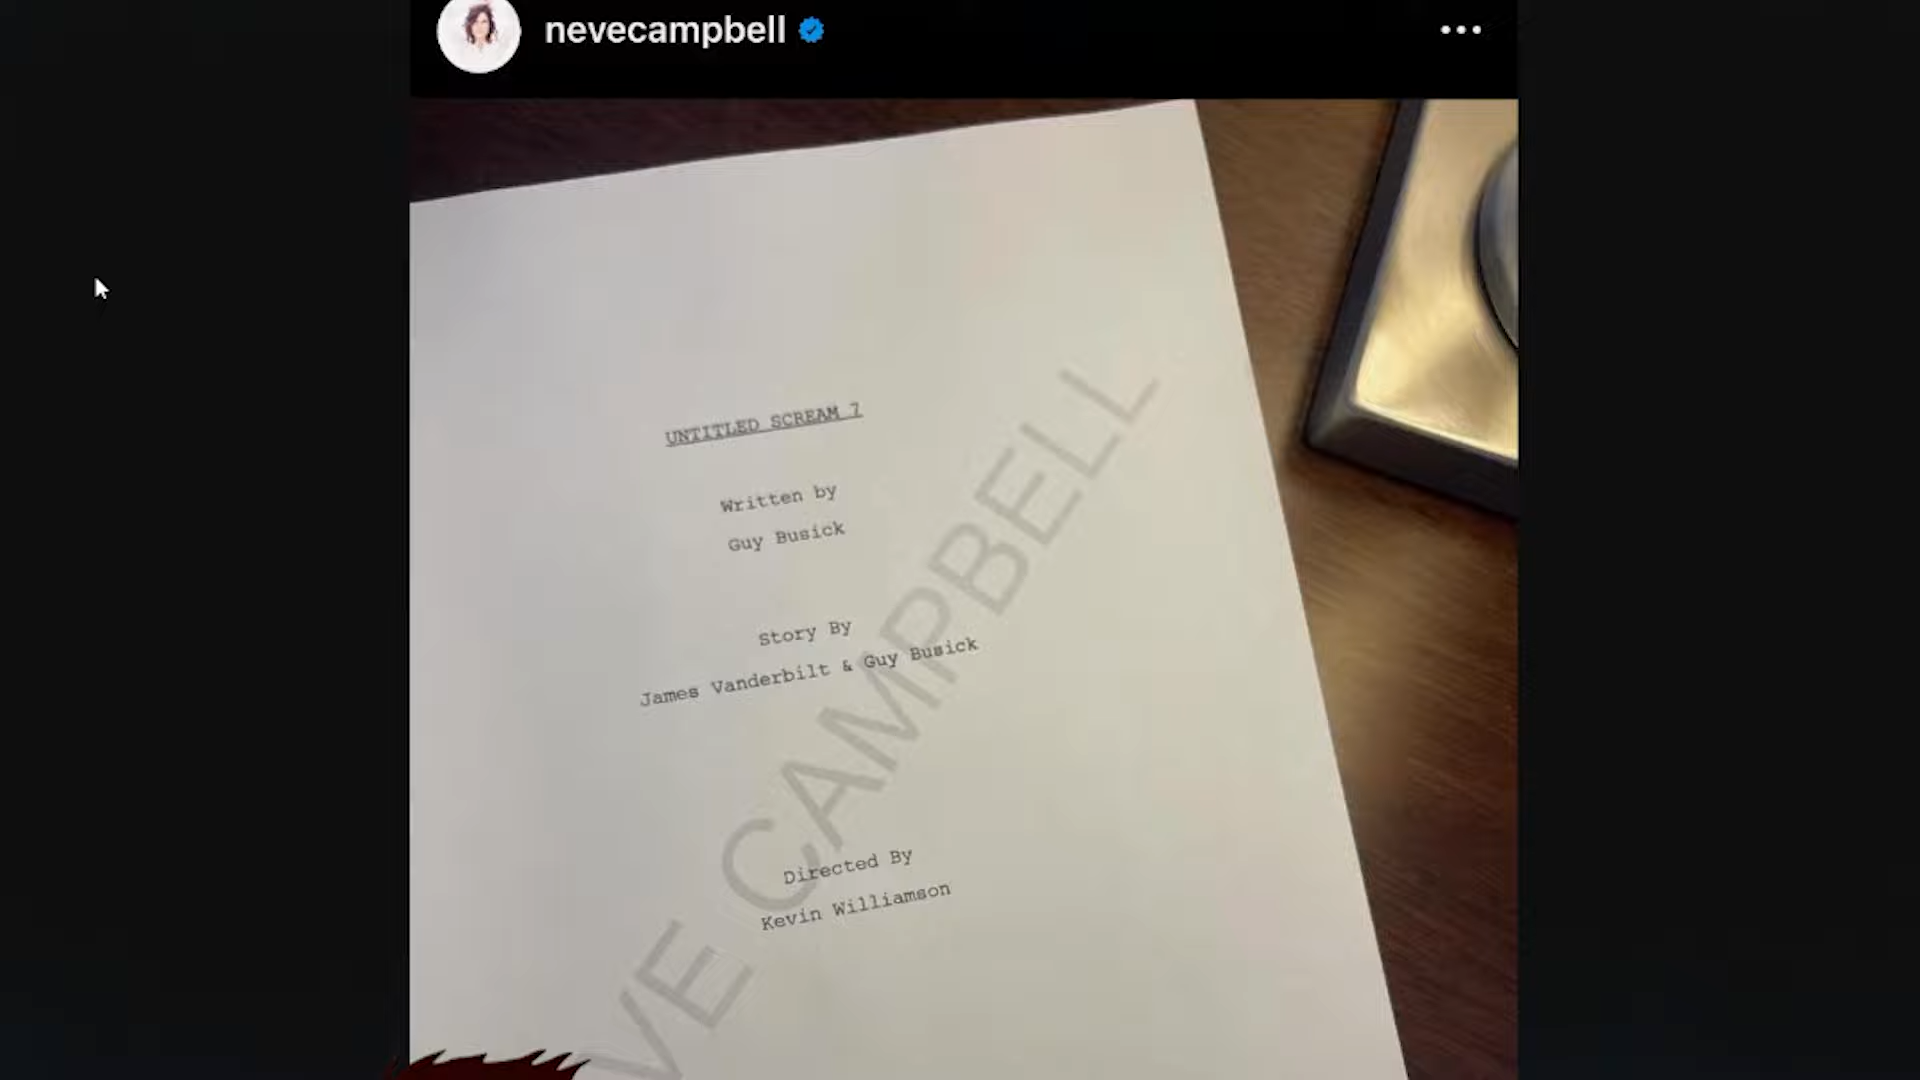 nevecampbell
UNTITLED SCREAM 7
Written by
Guy Busick
Story By
James Vanderbilt & Guy Busick
Directed By
Kevin Williamson
VE CAMPBELL